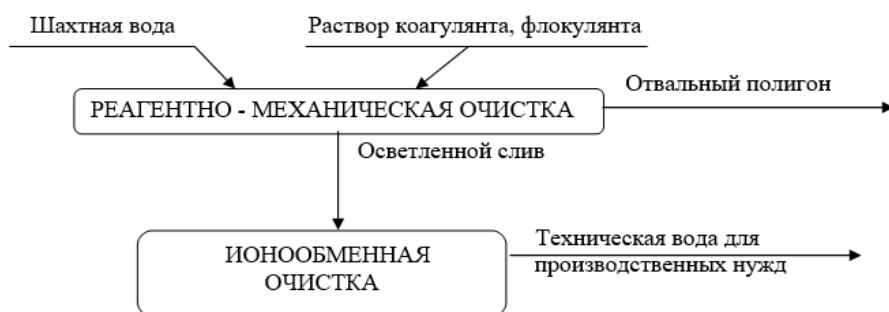 Шахтная вода
Раствор коагулянта, флокулянта
Отвальный полигон
РЕАГЕНТНО - МЕХАНИЧЕСКАЯ ОЧИСТКА
Осветленной слив
ИОНООБМЕННАЯ
ОЧИСТКА
Техническая вода для
производственных нужд